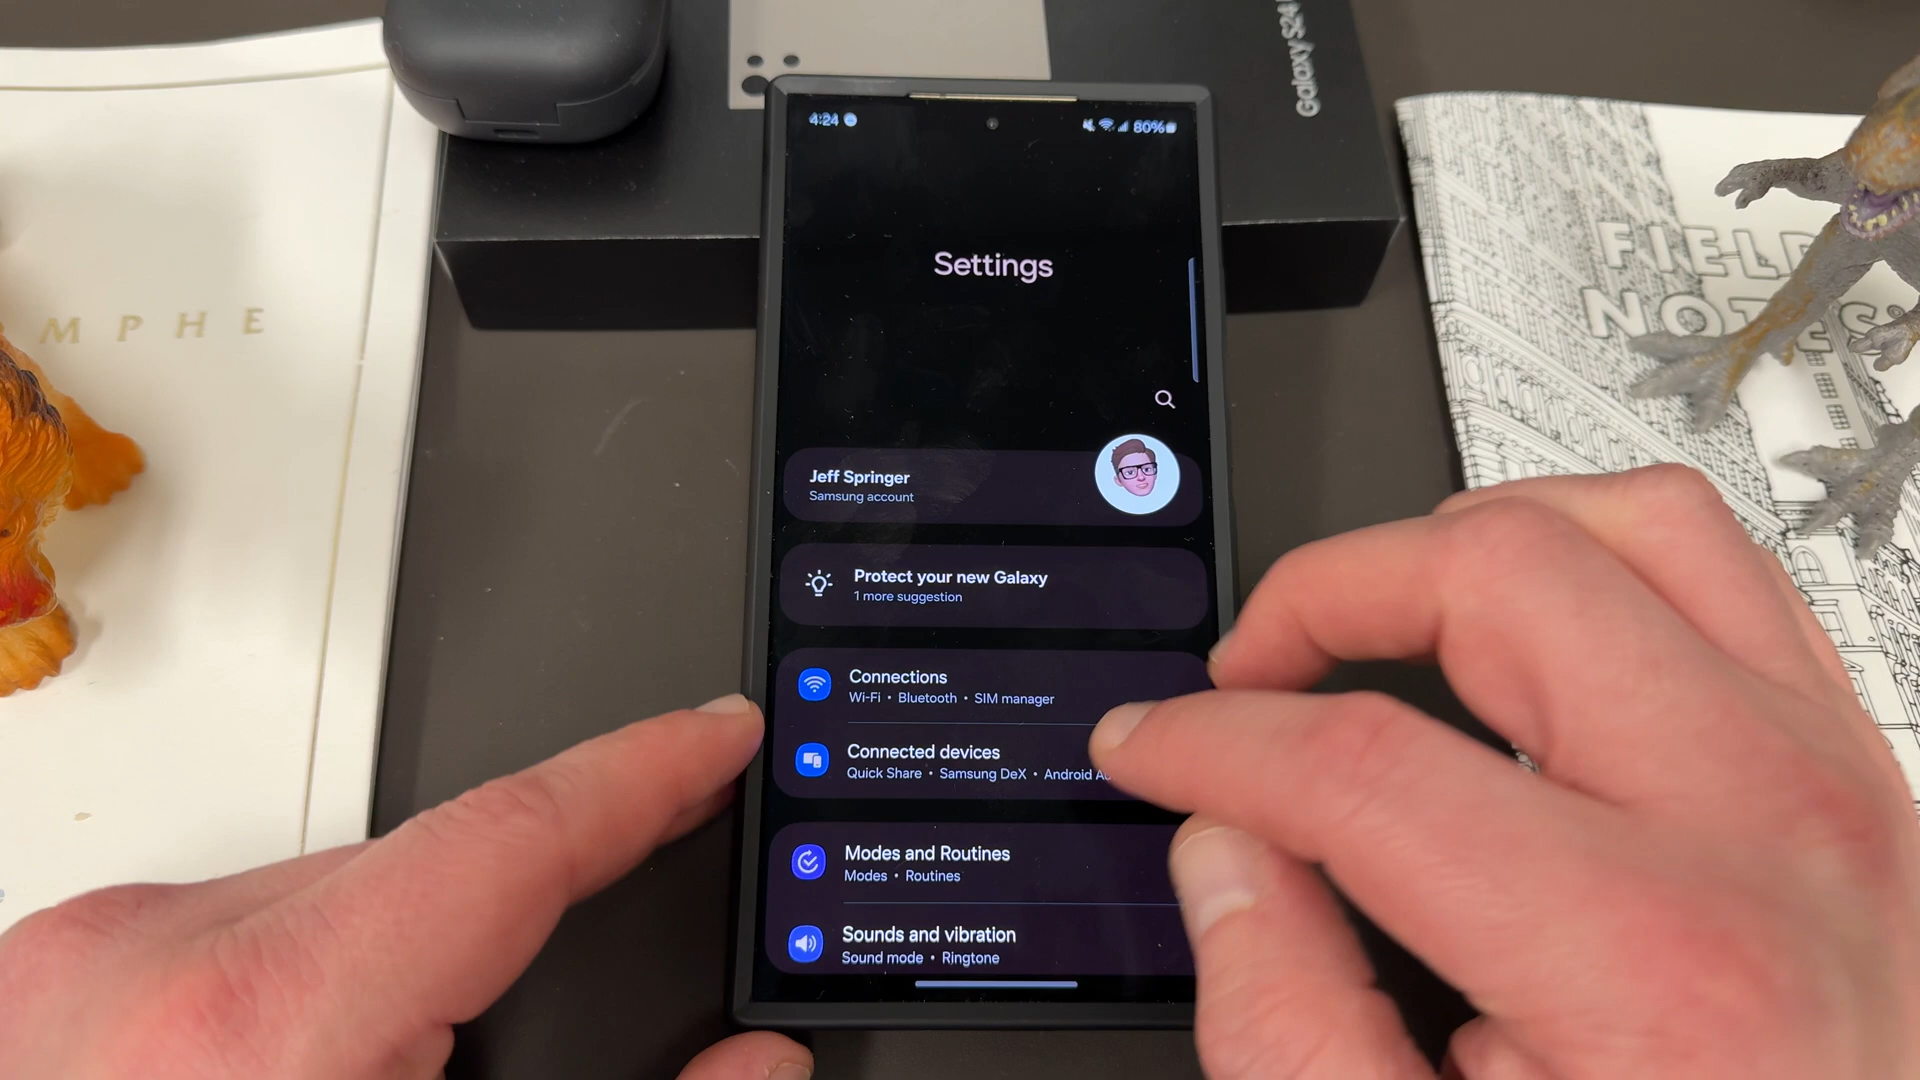 MPHE
Galaxy S24
FIELD
NOTES
4:24
80%
Settings
Jeff Springer
Samsung account
Protect your new Galaxy
1 more suggestion
Connections
Wi-Fi • Bluetooth • SIM manager
Connected devices
Quick Share • Samsung DeX • Android
Modes and Routines
Modes • Routines
Sounds and vibration
Sound mode • Ringtone